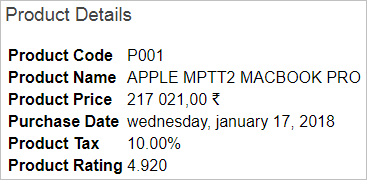 Product Details
Product Code P001
Product Name APPLE MPTT2 MACBOOK PRO
Product Price 217 021,00 ₹
Purchase Date wednesday, january 17, 2018
Product Tax 10.00%
Product Rating 4.920